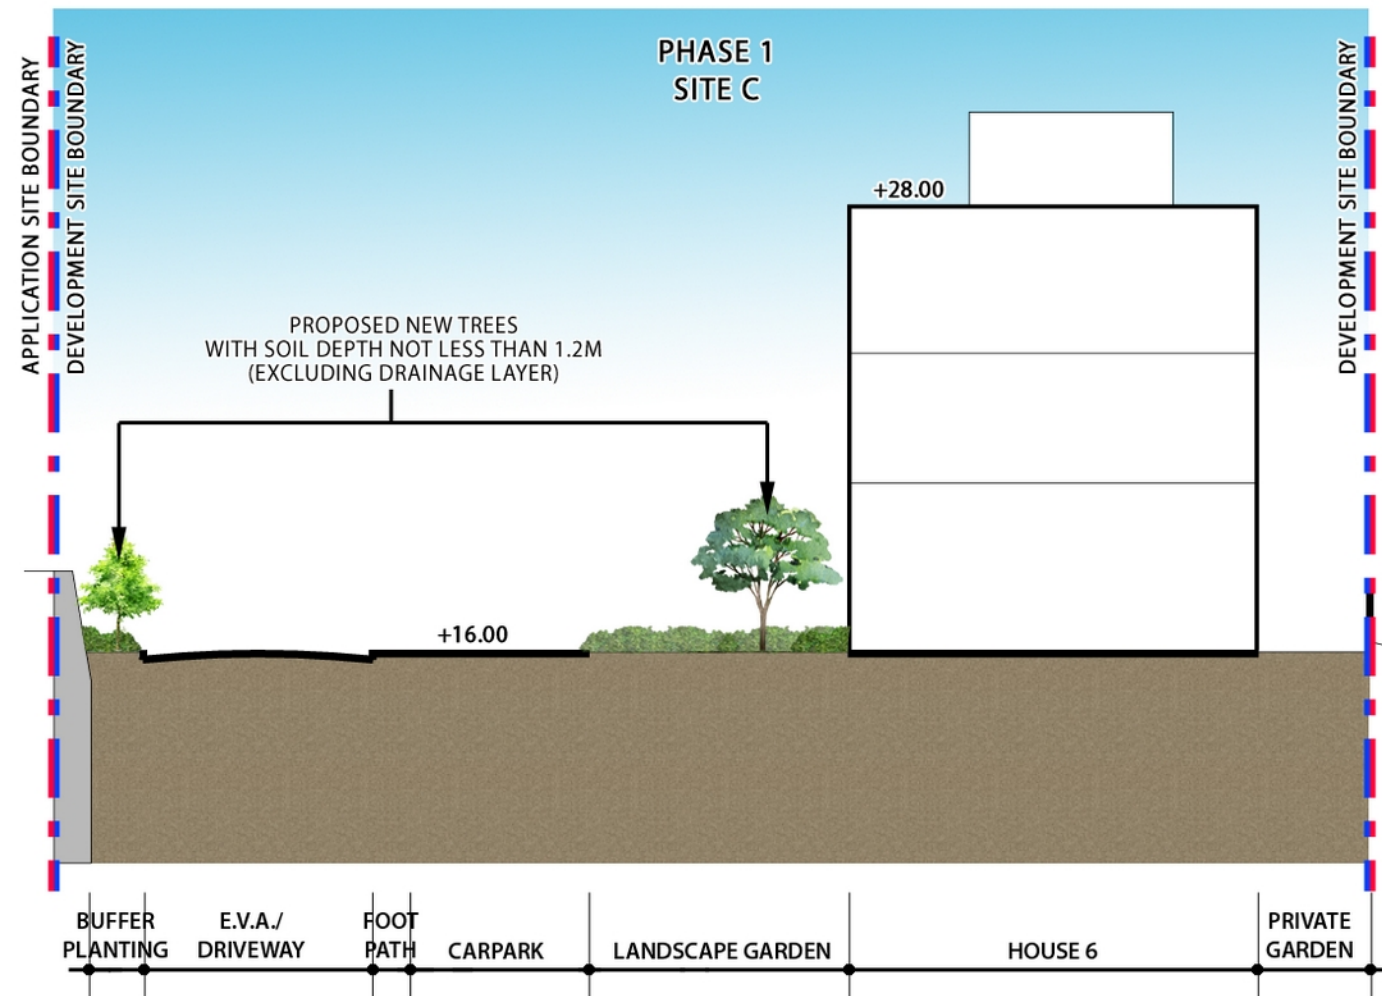 PHASE 1
SITE C
APPLICATION SITE BOUNDARY
DEVELOPMENT SITE BOUNDARY
DEVELOPMENT SITE BOUNDARY
+28.00
PROPOSED NEW TREES
WITH SOIL DEPTH NOT LESS THAN 1.2M
(EXCLUDING DRAINAGE LAYER)
+16.00
BUFFER
PLANTING
E.V.A./
DRIVEWAY
FOOT
PATH
CARPARK
LANDSCAPE GARDEN
HOUSE 6
PRIVATE
GARDEN